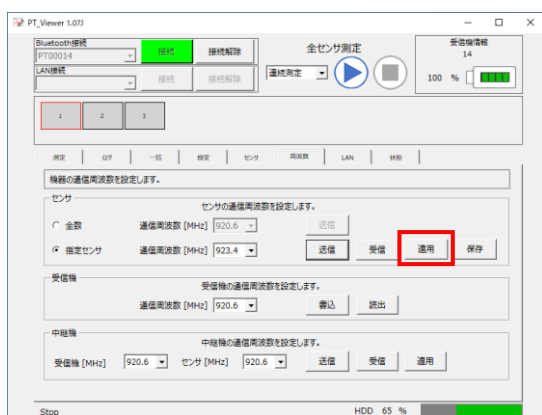 PT_Viewer 1.07J
Bluetooth接続
PT00014 接続 接続解除
LAN接続
接続 接続解除
全センサ測定
連続測定
受信機情報
14
100 %
1 2 3
測定 ログ 一括 設定 センサ 周波数 LAN 状態
機器の通信周波数を設定します。
センサ
センサの通信周波数を設定します。
全数 通信周波数 [MHz] 920.6 送信
指定センサ 通信周波数 [MHz] 923.4 送信 受信 適用 保存
受信機
受信機の通信周波数を設定します。
通信周波数 [MHz] 920.6 書込 読出
中継機
中継機の通信周波数を設定します。
受信機 [MHz] 920.6 センサ [MHz] 920.6 送信 受信 適用
Stop HDD 65 %